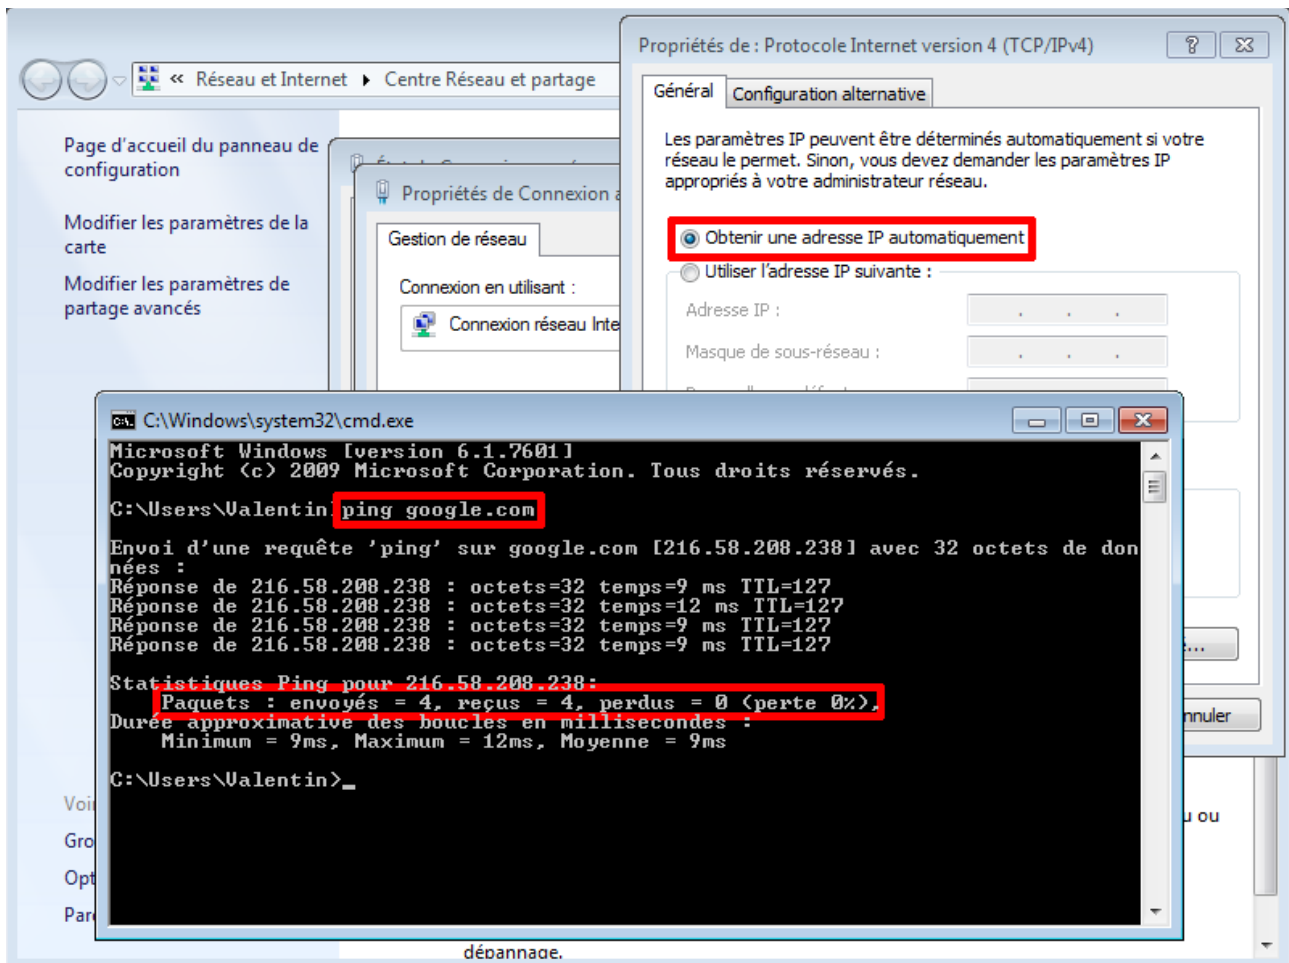 Propriétés de : Protocole Internet version 4 (TCP/IPv4)
« Réseau et Internet ▸ Centre Réseau et partage
Général
Configuration alternative
Page d'accueil du panneau de
configuration
Modifier les paramètres de la
carte
Modifier les paramètres de
partage avancés
Propriétés de Connexion
Gestion de réseau
Connexion en utilisant :
Connexion réseau Inte
Les paramètres IP peuvent être déterminés automatiquement si votre
réseau le permet. Sinon, vous devez demander les paramètres IP
appropriés à votre administrateur réseau.
Obtenir une adresse IP automatiquement
Utiliser l'adresse IP suivante :
Adresse IP :
Masque de sous-réseau :
C:\Windows\system32\cmd.exe
Microsoft Windows [version 6.1.7601]
Copyright (c) 2009 Microsoft Corporation. Tous droits réservés.
C:\Users\Valentin>ping google.com
Envoi d'une requête 'ping' sur google.com [216.58.208.238] avec 32 octets de don
nées :
Réponse de 216.58.208.238 : octets=32 temps=9 ms TTL=127
Réponse de 216.58.208.238 : octets=32 temps=12 ms TTL=127
Réponse de 216.58.208.238 : octets=32 temps=9 ms TTL=127
Réponse de 216.58.208.238 : octets=32 temps=9 ms TTL=127
Statistiques Ping pour 216.58.208.238:
Paquets : envoyés = 4, reçus = 4, perdus = 0 (perte 0%),
Durée approximative des boucles en millisecondes :
Minimum = 9ms, Maximum = 12ms, Moyenne = 9ms
C:\Users\Valentin>_
nnuler
Voi
u ou
Gro
Opt
Par
dépannage.